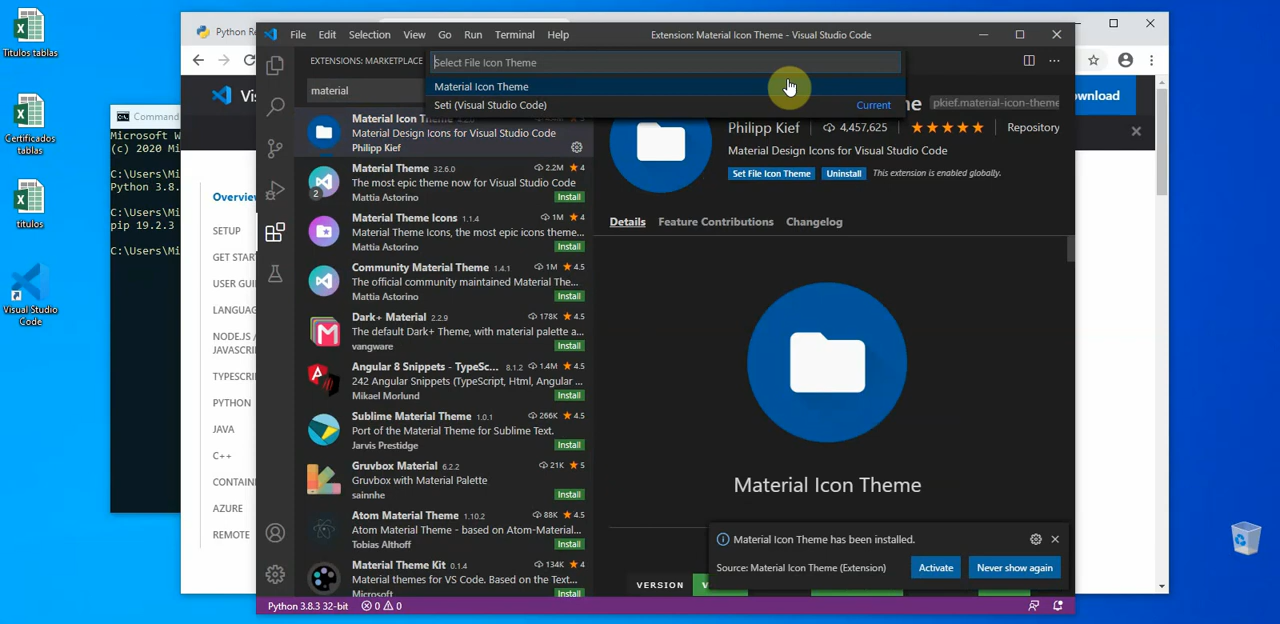 Titulos tablas
Certificados
tablas
titulos
Visual Studio
Code
Python Re
Command
Microsoft W
(c) 2020 Mi
C:\Users\Mi
Python 3.8.
C:\Users\Mi
pip 19.2.3
C:\Users\Mi
Vi
wnload
Overview
SETUP
GET STAR
USER GUI
LANGUAG
NODE.JS /
JAVASCRI
TYPESCRI
PYTHON
JAVA
C++
CONTAIN
AZURE
REMOTE
File Edit Selection View Go Run Terminal Help
Extension: Material Icon Theme - Visual Studio Code
EXTENSIONS: MARKETPLACE
material
Select File Icon Theme
Material Icon Theme
Seti (Visual Studio Code) Current
Material Icon Theme
Material Design Icons for Visual Studio Code
Philipp Kief
Material Theme 32.6.0 2.2M 4
The most epic theme now for Visual Studio Code
Mattia Astorino Install
2
Material Theme Icons 1.1.4 1M 4
Material Theme Icons, the most epic icons theme...
Mattia Astorino Install
Community Material Theme 1.4.1 1M 4.5
The official community maintained Material The...
Mattia Astorino Install
Dark+ Material 2.2.9 178K 4.5
The default Dark+ Theme, with material palette a...
vangware Install
Angular 8 Snippets - TypeSc... 8.1.2 1.4M 4.5
242 Angular Snippets (TypeScript, Html, Angular ...
Mikael Morlund Install
Sublime Material Theme 1.0.1 266K 4.5
Port of the Material Theme for Sublime Text.
Jarvis Prestidge Install
Gruvbox Material 6.2.2 21K 5
Gruvbox with Material Palette
sainnhe Install
Atom Material Theme 1.10.2 88K 4.5
Atom Material Theme - based on Atom-Material...
Tobias Althoff Install
Material Theme Kit 0.1.4 134K 4
Material themes for VS Code. Based on the Text...
Microsoft Install
e pkief.material-icon-theme
Philipp Kief 4,457,625 Repository
Material Design Icons for Visual Studio Code
Set File Icon Theme Uninstall This extension is enabled globally.
Details Feature Contributions Changelog
Material Icon Theme
VERSION
Material Icon Theme has been installed.
Source: Material Icon Theme (Extension) Activate Never show again
Python 3.8.3 32-bit 0 0